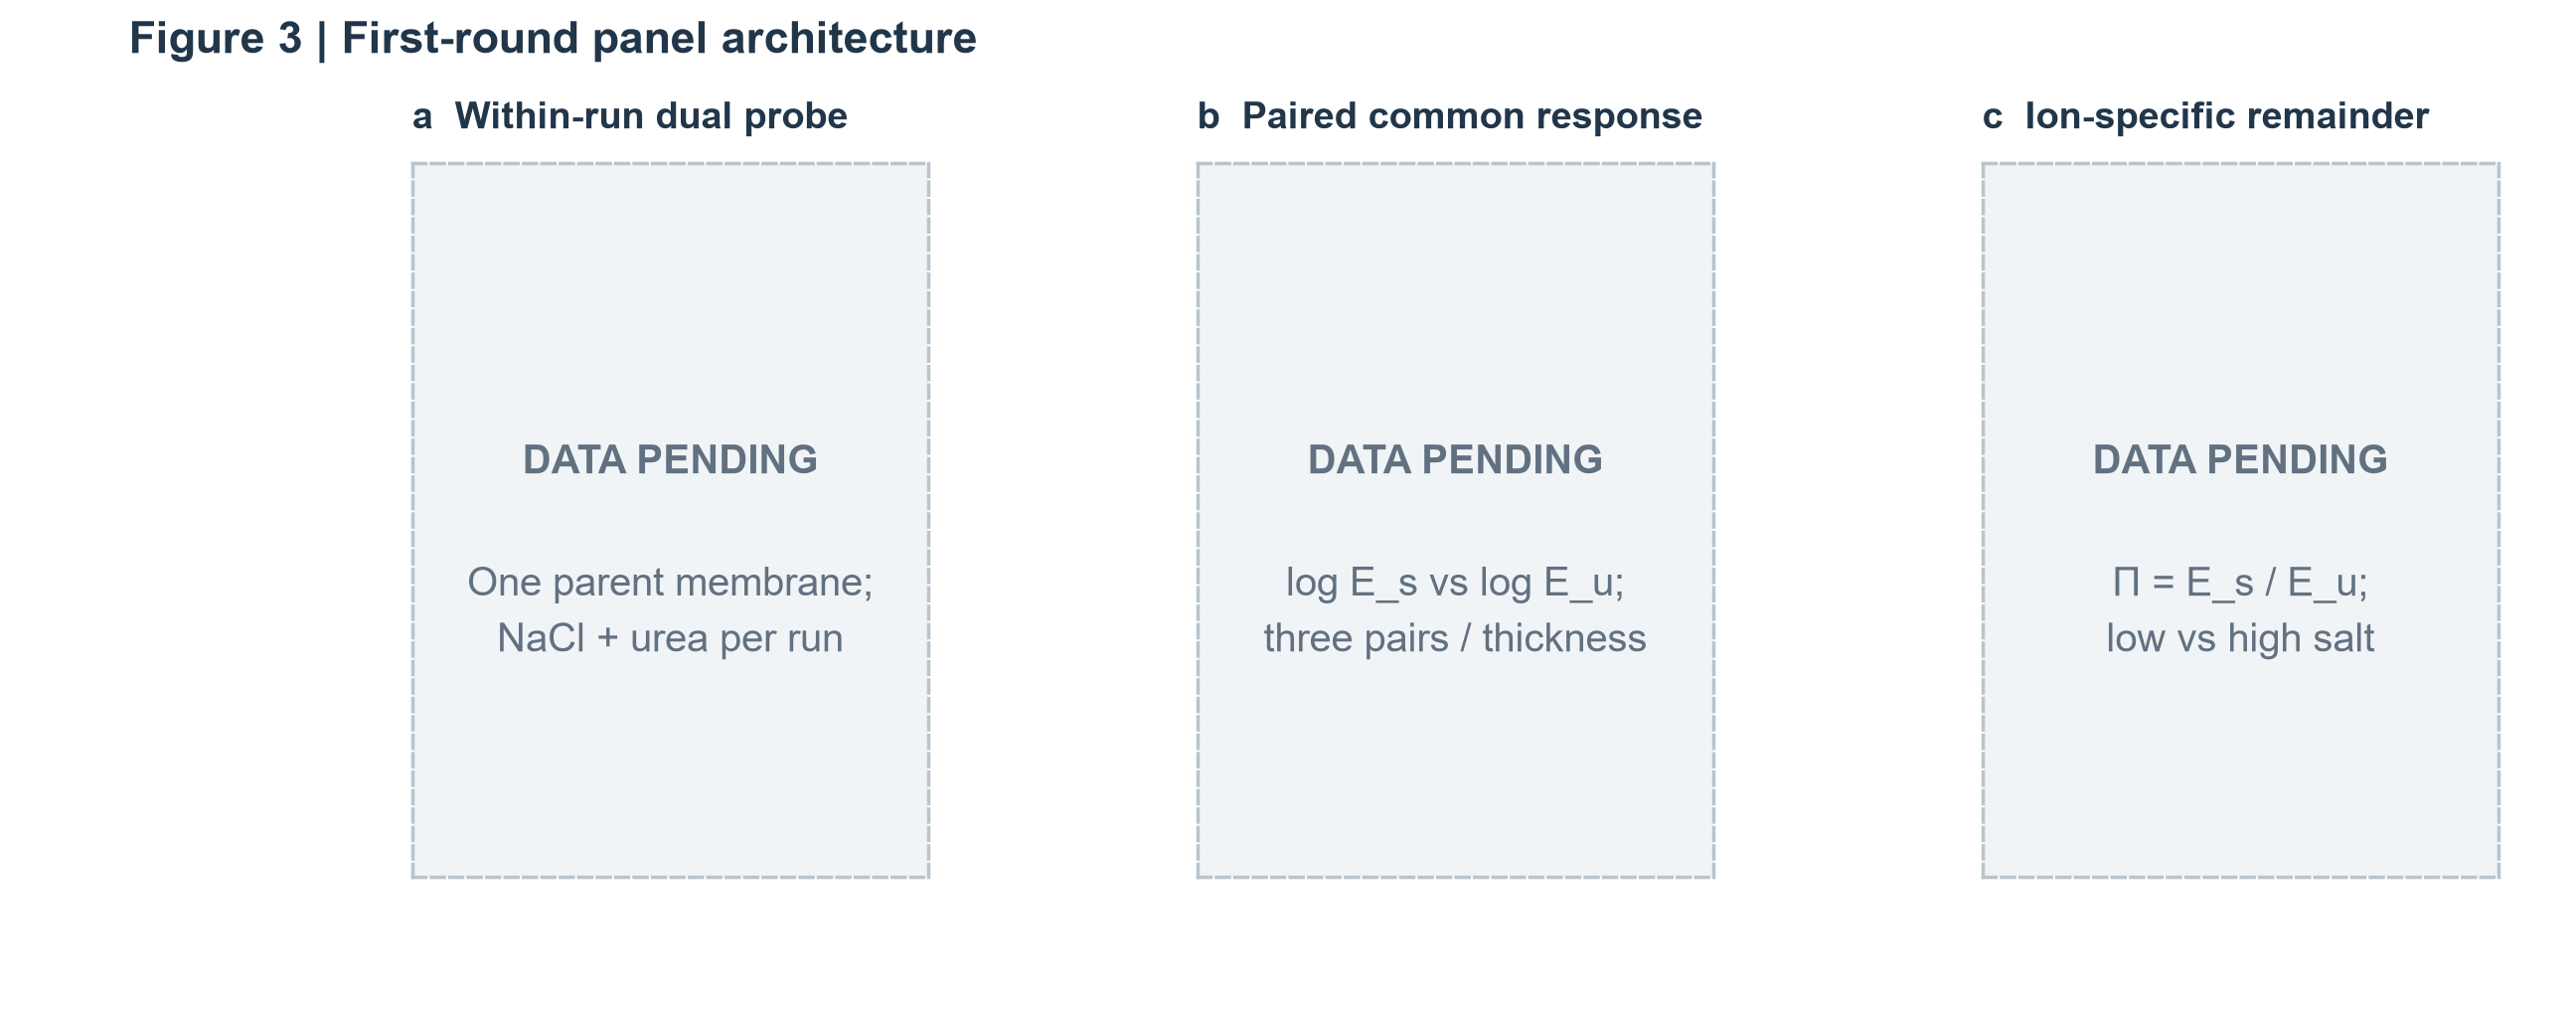 Figure 3 | First-round panel architecture
a Within-run dual probe
DATA PENDING
One parent membrane;
NaCl + urea per run
b Paired common response
DATA PENDING
log E_s vs log E_u;
three pairs / thickness
c Ion-specific remainder
DATA PENDING
Π = E_s / E_u;
low vs high salt